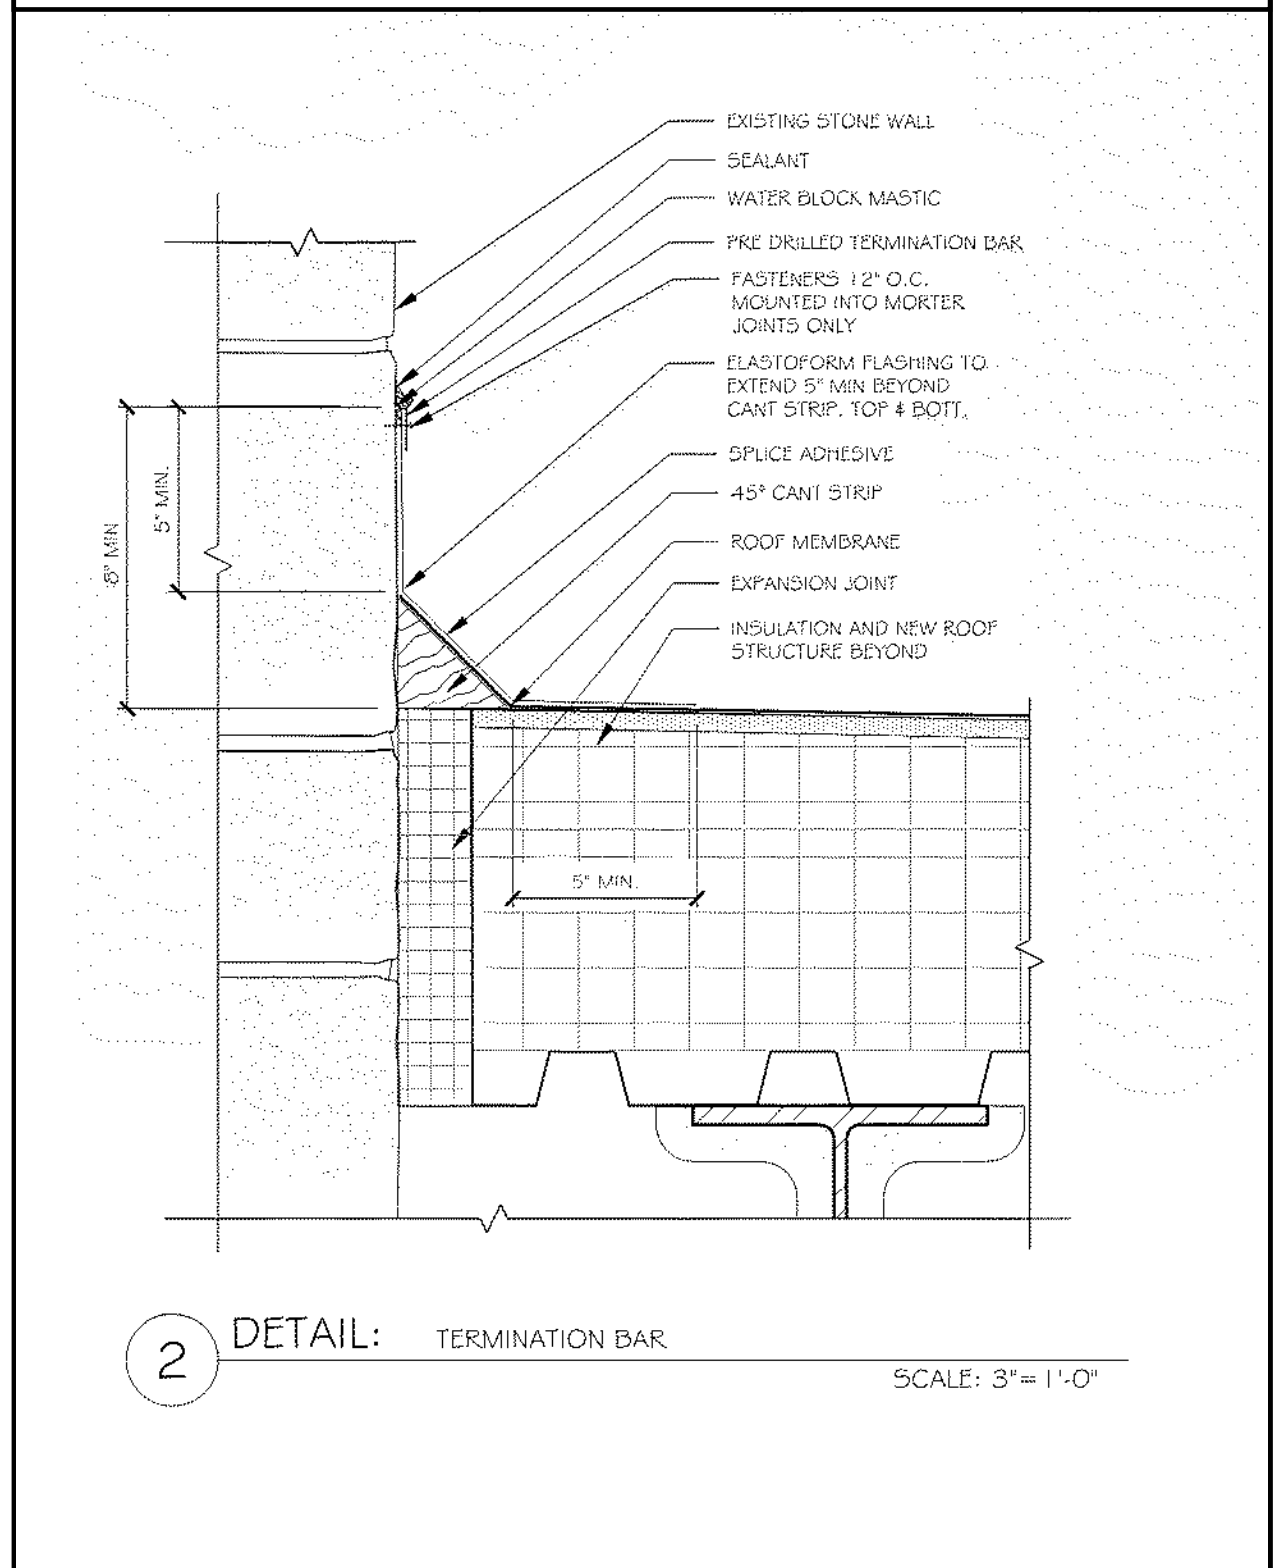 EXISTING STONE WALL
SEALANT
WATER BLOCK MASTIC
PRE DRILLED TERMINATION BAR
FASTENERS 12" O.C.
MOUNTED INTO MORTER
JOINTS ONLY
ELASTOFORM FLASHING TO
EXTEND 5" MIN BEYOND
CANT STRIP, TOP & BOTT.
SPLICE ADHESIVE
45° CANT STRIP
ROOF MEMBRANE
EXPANSION JOINT
INSULATION AND NEW ROOF
STRUCTURE BEYOND
8" MIN
5" MIN.
5" MIN.
2
DETAIL: TERMINATION BAR
SCALE: 3"= 1'-0"